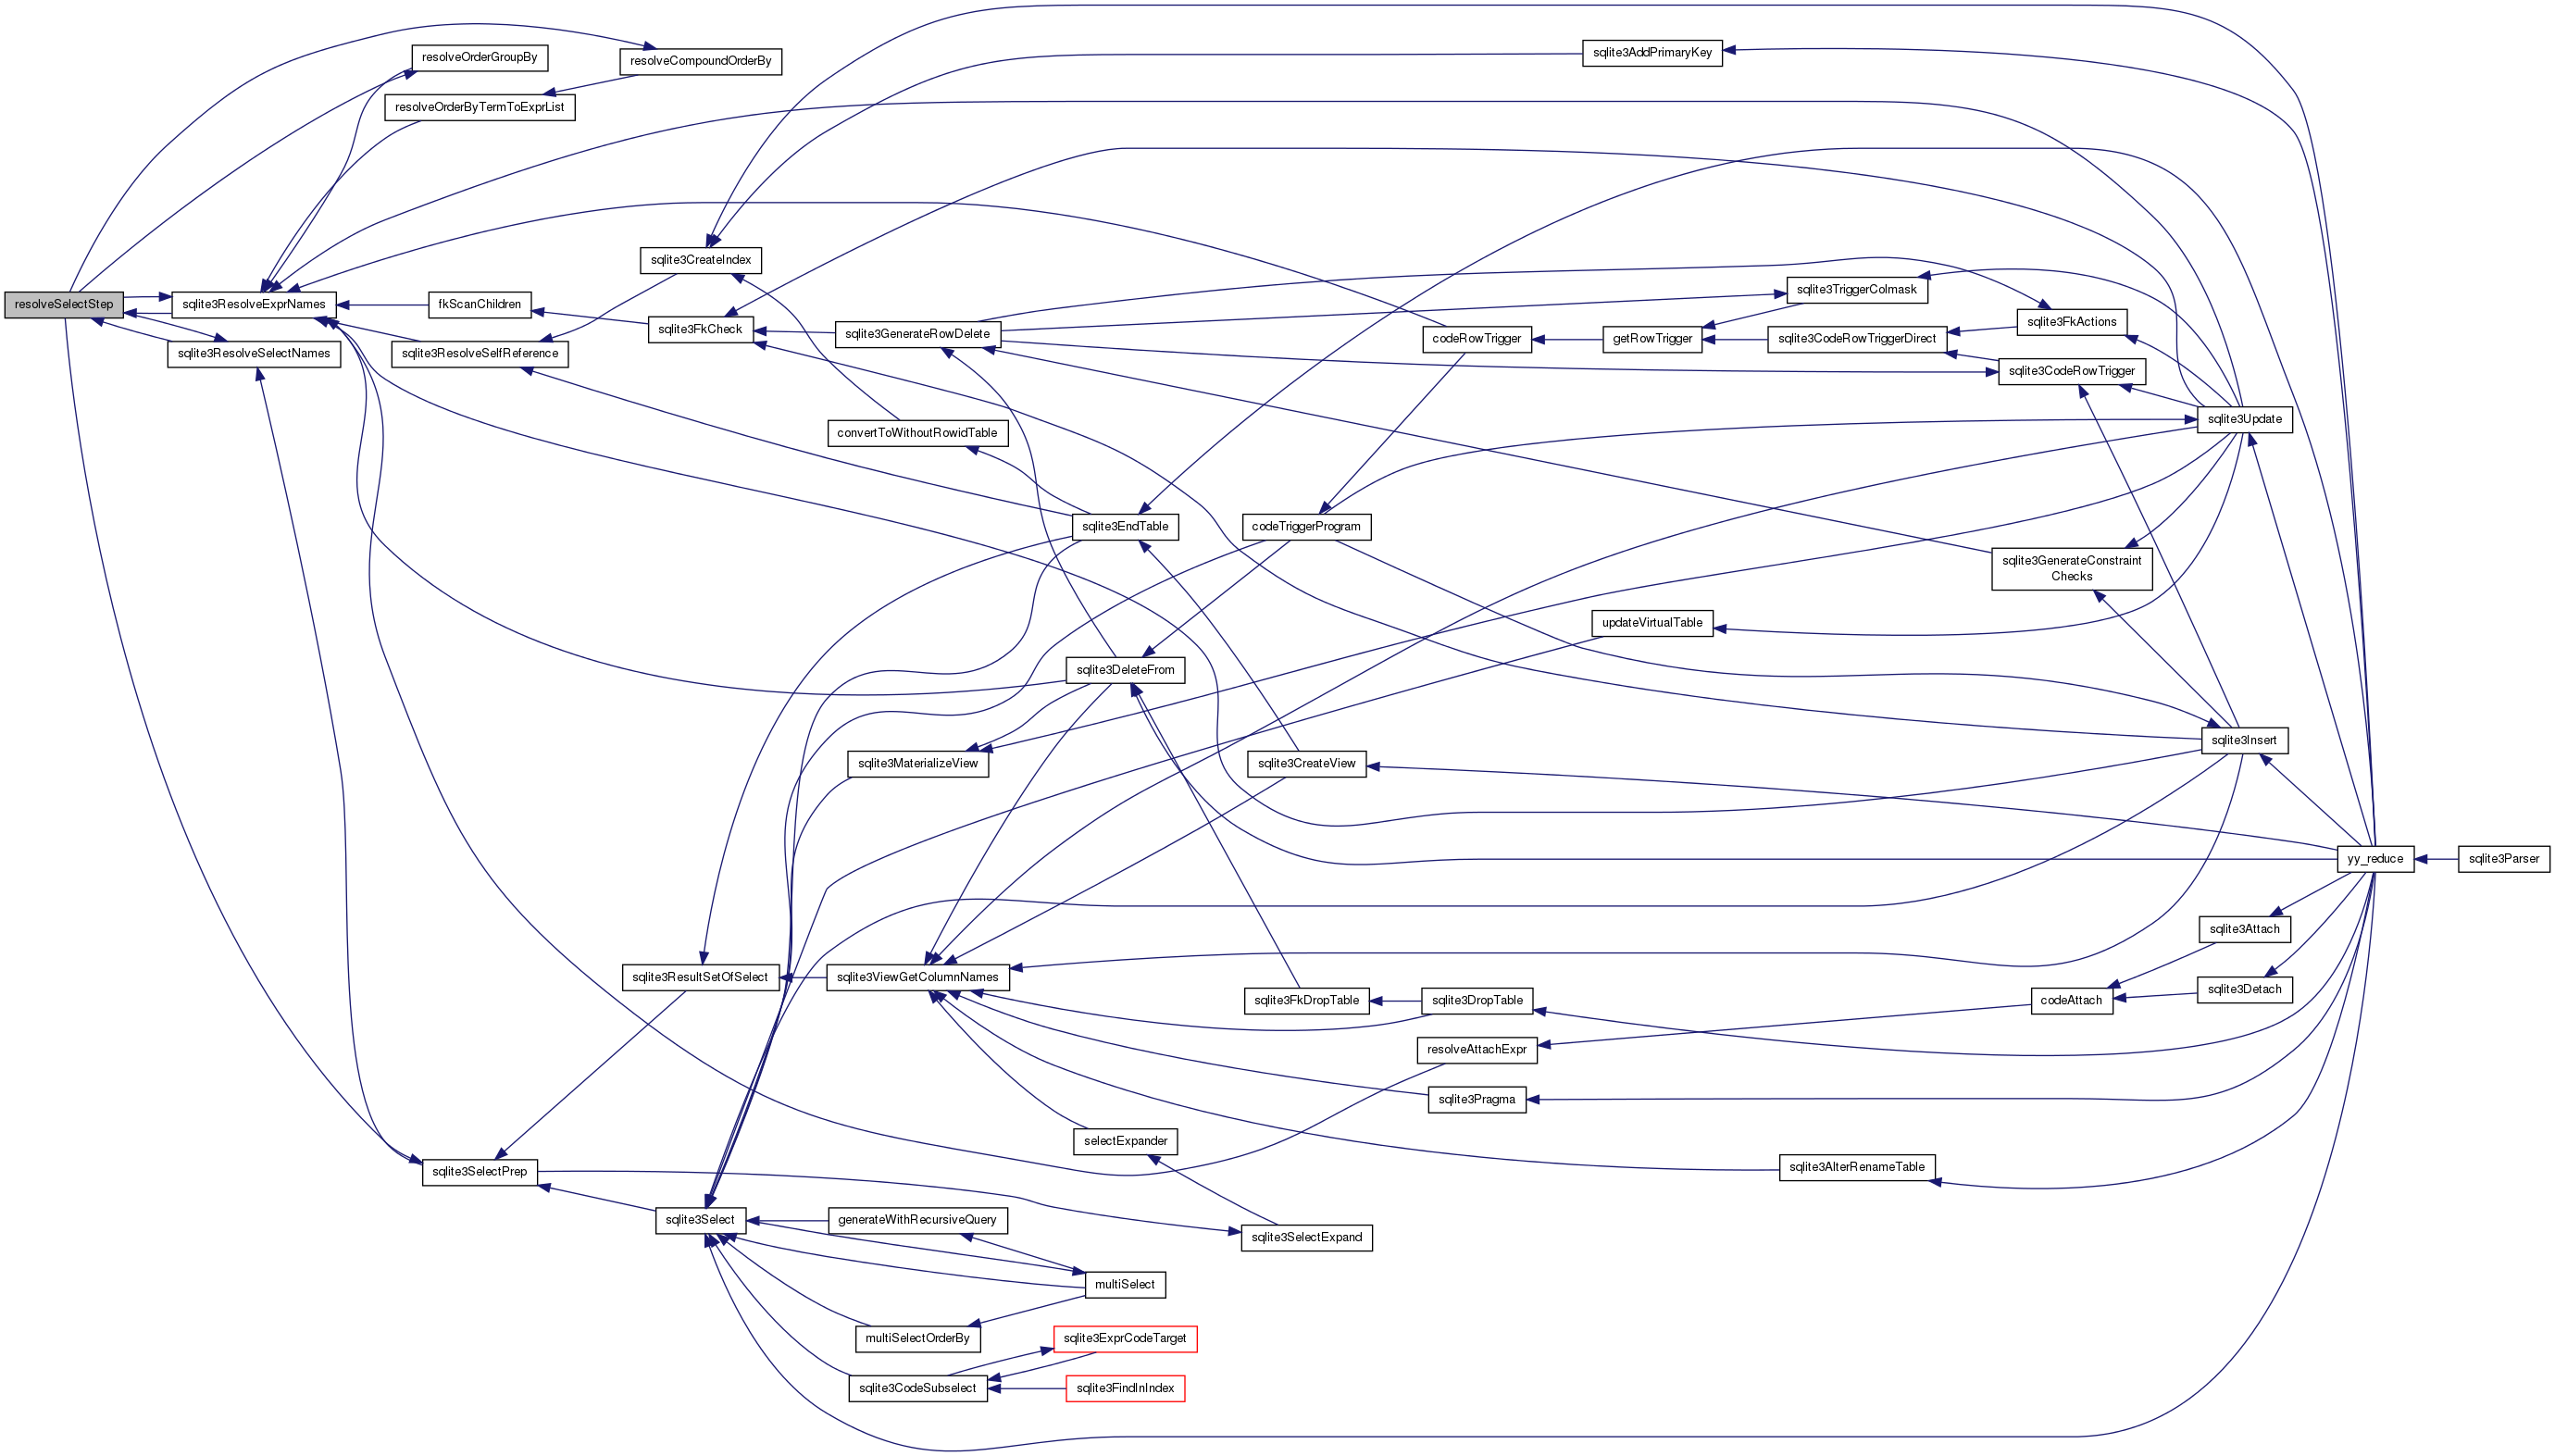 resolveSelectStep
resolveOrderGroupBy
resolveCompoundOrderBy
resolveOrderByTermToExprList
sqlite3ResolveExprNames
sqlite3ResolveSelectNames
fkScanChildren
sqlite3ResolveSelfReference
sqlite3CreateIndex
sqlite3FkCheck
sqlite3GenerateRowDelete
convertToWithoutRowidTable
sqlite3EndTable
sqlite3DeleteFrom
sqlite3MaterializeView
sqlite3ResultSetOfSelect
sqlite3ViewGetColumnNames
sqlite3SelectPrep
sqlite3Select
generateWithRecursiveQuery
multiSelect
multiSelectOrderBy
sqlite3CodeSubselect
sqlite3ExprCodeTarget
sqlite3FindInIndex
selectExpander
sqlite3SelectExpand
sqlite3CreateView
sqlite3FkDropTable
sqlite3DropTable
resolveAttachExpr
sqlite3Pragma
sqlite3AlterRenameTable
codeTriggerProgram
codeRowTrigger
getRowTrigger
sqlite3AddPrimaryKey
sqlite3TriggerColmask
sqlite3CodeRowTriggerDirect
sqlite3FkActions
sqlite3CodeRowTrigger
sqlite3Update
sqlite3GenerateConstraint
Checks
updateVirtualTable
sqlite3Insert
yy_reduce
sqlite3Parser
sqlite3Attach
sqlite3Detach
codeAttach